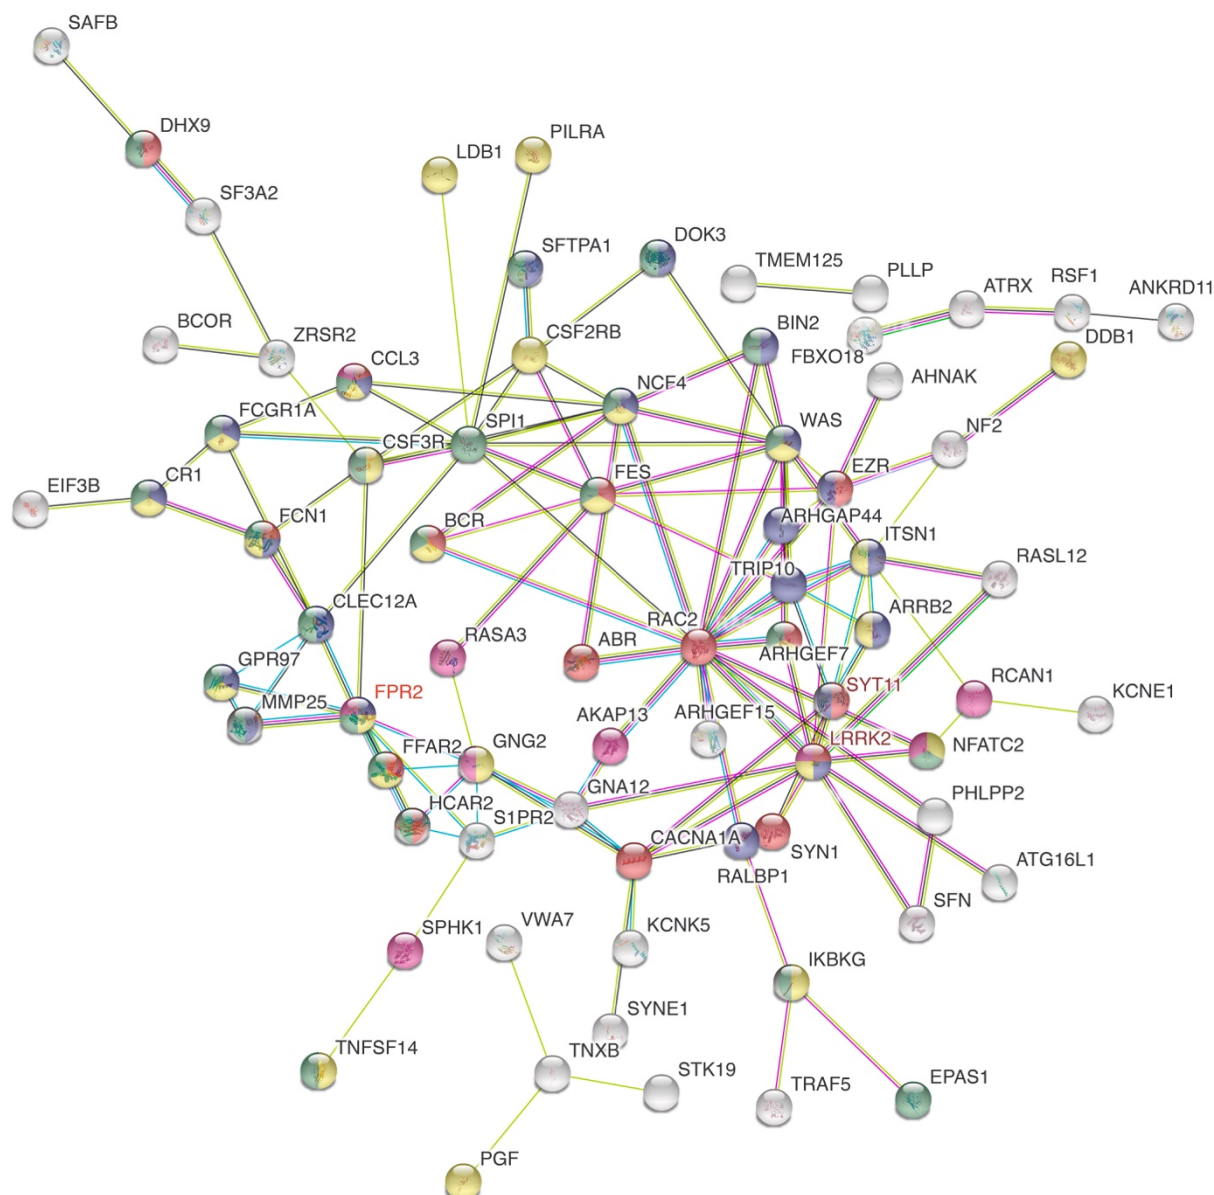 SAFB
DHX9
PILRA
LDB1
SF3A2
SFTPA1
DOK3
TMEM125
PLLP
ATRX
RSF1
ANKRD11
BCOR
ZRSR2
CSF2RB
BIN2
FBXO18
DDB1
CCL3
NCF4
AHNAK
FCGR1A
SPI1
WAS
CSF3R
NF2
CR1
FES
EZR
EIF3B
FCN1
BCR
ARHGAP44
ITSN1
RASL12
TRIP10
CLEC12A
RAC2
ARRB2
RASA3
ABR
ARHGEF7
GPR97
FPR2
SYT11
RCAN1
MMP25
AKAP13
ARHGEF15
KCNE1
FFAR2
GNG2
LRRK2
NFATC2
GNA12
HCAR2
S1PR2
PHLPP2
CACNA1A
SYN1
RALBP1
ATG16L1
SFN
SPHK1
VWA7
KCNK5
IKBKG
SYNE1
TNFSF14
TNXB
STK19
TRAF5
EPAS1
PGF